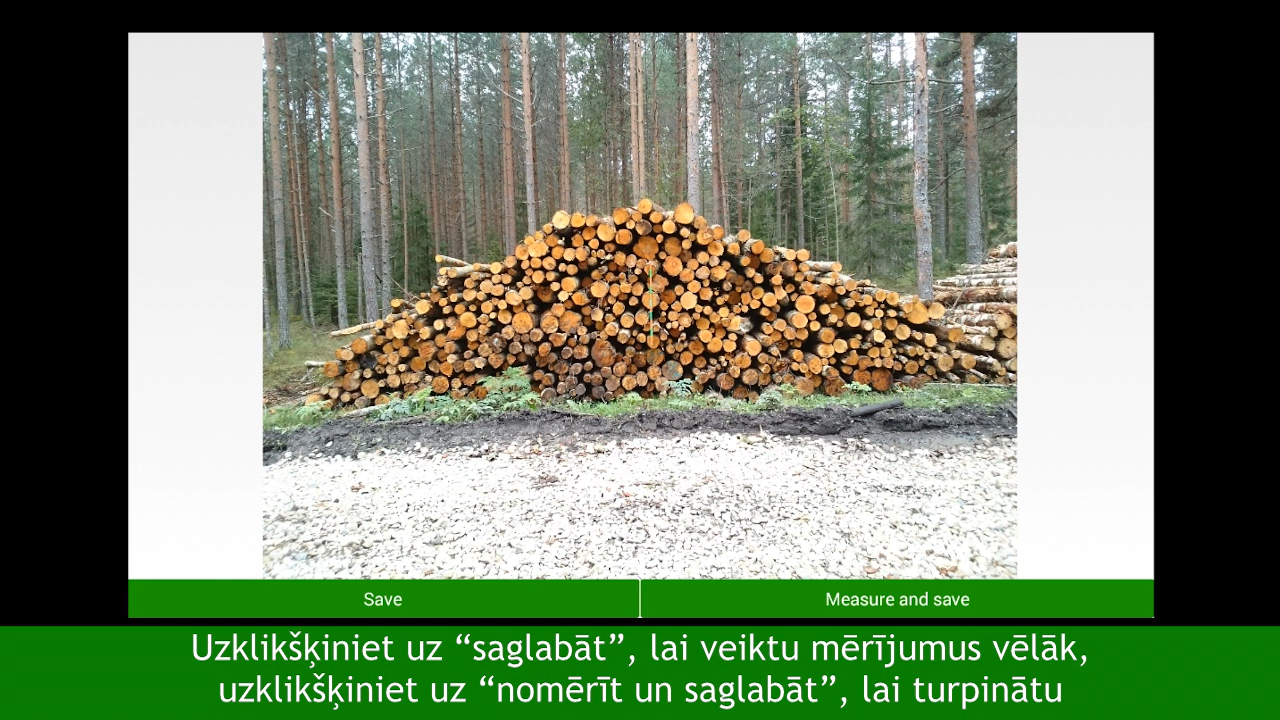 Save
Measure and save
Uzklikšķiniet uz “saglabāt”, lai veiktu mērījumus vēlāk,
uzklikšķiniet uz “nomērīt un saglabāt”, lai turpinātu